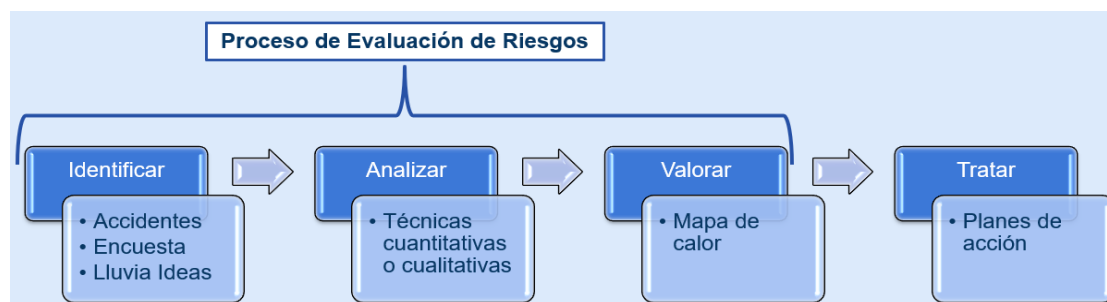 Proceso de Evaluación de Riesgos
Identificar
• Accidentes
• Encuesta
• Lluvia Ideas
Analizar
• Técnicas
cuantitativas
o cualitativas
Valorar
• Mapa de
calor
Tratar
• Planes de
acción